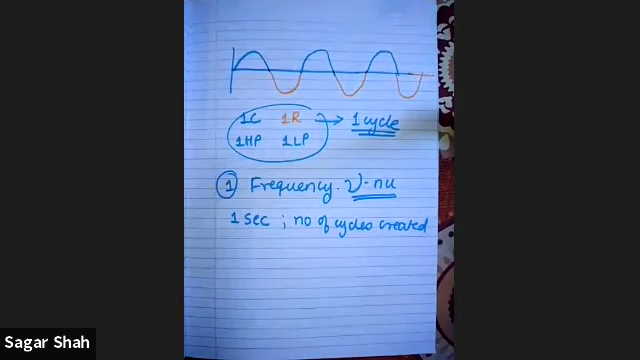 1C 1R → 1 cycle
1HP 1LP
① Frequency. ν - nu
1 sec ; no of cycles created
Sagar Shah